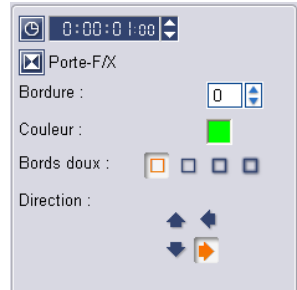 0:00:01:00
Porte-F/X
Bordure : 0
Couleur :
Bords doux :
Direction :